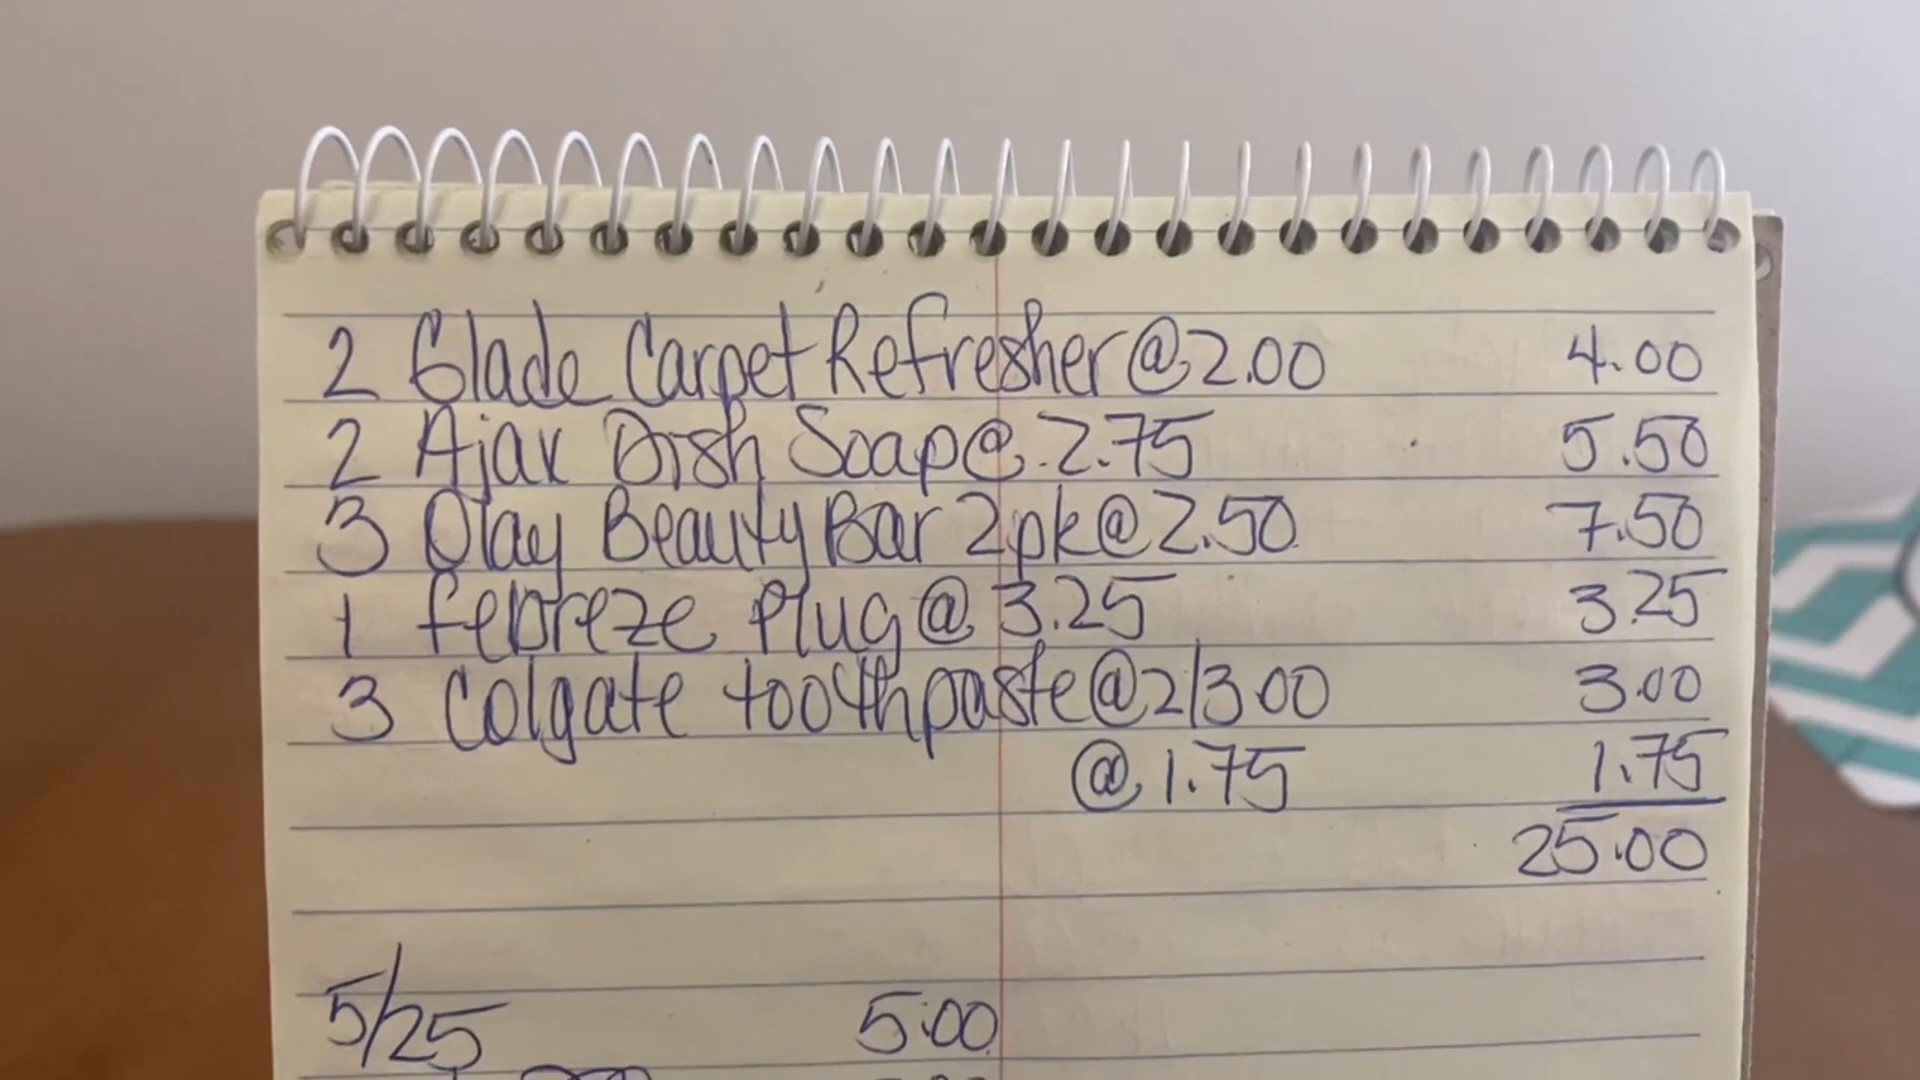 2 Glade Carpet Refresher @ 2.00 4.00
2 Ajax Dish Soap @ 2.75 5.50
3 Olay Beauty Bar 2pk @ 2.50 7.50
1 febreze Plug @ 3.25 3.25
3 Colgate toothpaste @ 2/3.00 3.00
@ 1.75 1.75
25.00
5/25 5.00